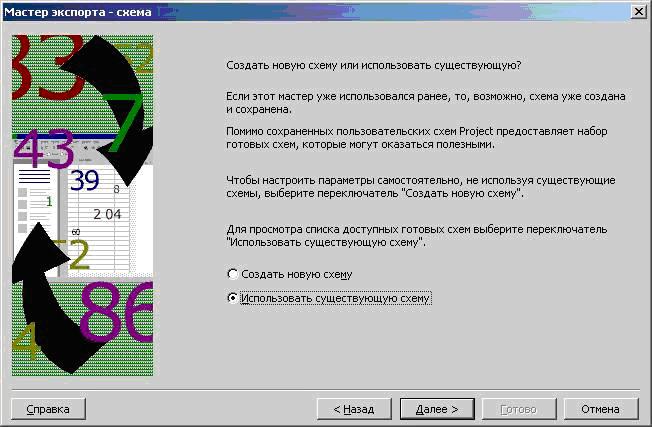 Мастер экспорта - схема
Создать новую схему или использовать существующую?
Если этот мастер уже использовался ранее, то, возможно, схема уже создана
и сохранена.
Помимо сохраненных пользовательских схем Project предоставляет набор
готовых схем, которые могут оказаться полезными.
Чтобы настроить параметры самостоятельно, не используя существующие
схемы, выберите переключатель "Создать новую схему".
Для просмотра списка доступных готовых схем выберите переключатель
"Использовать существующую схему".
Создать новую схему
Использовать существующую схему
33
22
7
43
39
8
1
2 04
60
52
86
4
Справка
< Назад
Далее >
Готово
Отмена